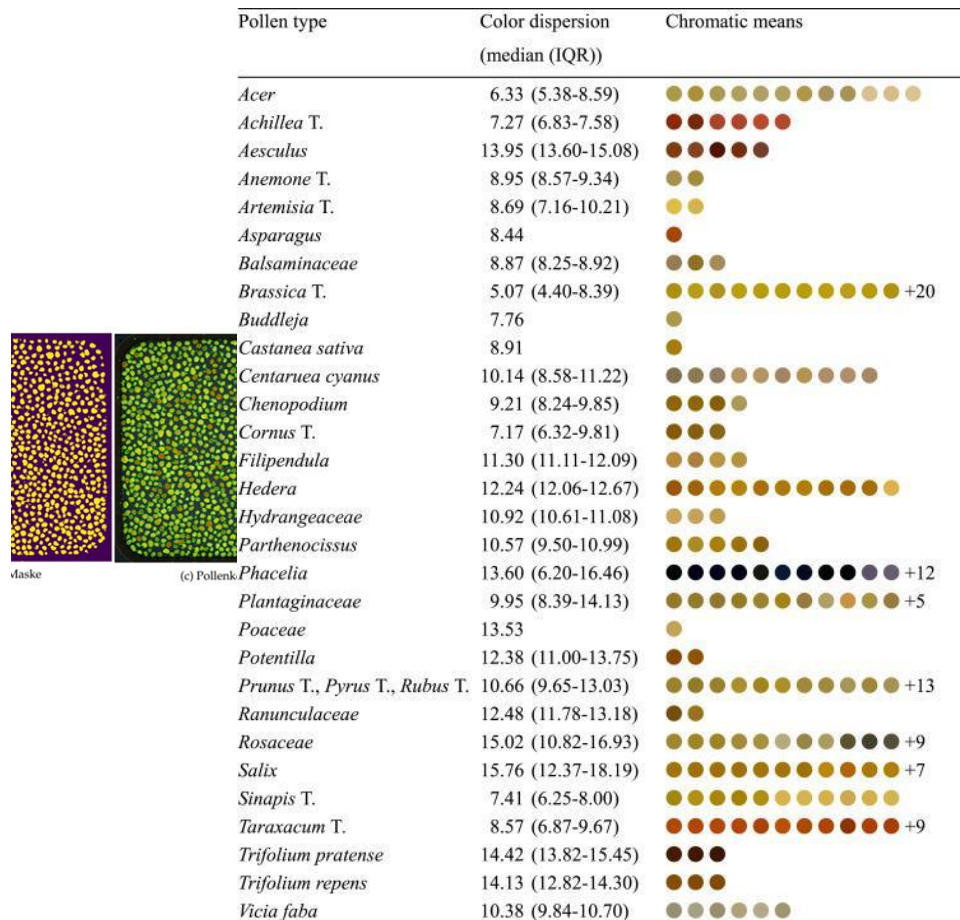 Pollen type Color dispersion Chromatic means
(median (IQR))
Acer 6.33 (5.38-8.59)
Achillea T. 7.27 (6.83-7.58)
Aesculus 13.95 (13.60-15.08)
Anemone T. 8.95 (8.57-9.34)
Artemisia T. 8.69 (7.16-10.21)
Asparagus 8.44
Balsaminaceae 8.87 (8.25-8.92)
Brassica T. 5.07 (4.40-8.39) +20
Buddleja 7.76
Castanea sativa 8.91
Centaruea cyanus 10.14 (8.58-11.22)
Chenopodium 9.21 (8.24-9.85)
Cornus T. 7.17 (6.32-9.81)
Filipendula 11.30 (11.11-12.09)
Hedera 12.24 (12.06-12.67)
Hydrangeaceae 10.92 (10.61-11.08)
Parthenocissus 10.57 (9.50-10.99)
Phacelia 13.60 (6.20-16.46) +12
Plantaginaceae 9.95 (8.39-14.13) +5
Poaceae 13.53
Potentilla 12.38 (11.00-13.75)
Prunus T., Pyrus T., Rubus T. 10.66 (9.65-13.03) +13
Ranunculaceae 12.48 (11.78-13.18)
Rosaceae 15.02 (10.82-16.93) +9
Salix 15.76 (12.37-18.19) +7
Sinapis T. 7.41 (6.25-8.00)
Taraxacum T. 8.57 (6.87-9.67) +9
Trifolium pratense 14.42 (13.82-15.45)
Trifolium repens 14.13 (12.82-14.30)
Vicia faba 10.38 (9.84-10.70)
Maske (c) Pollenk